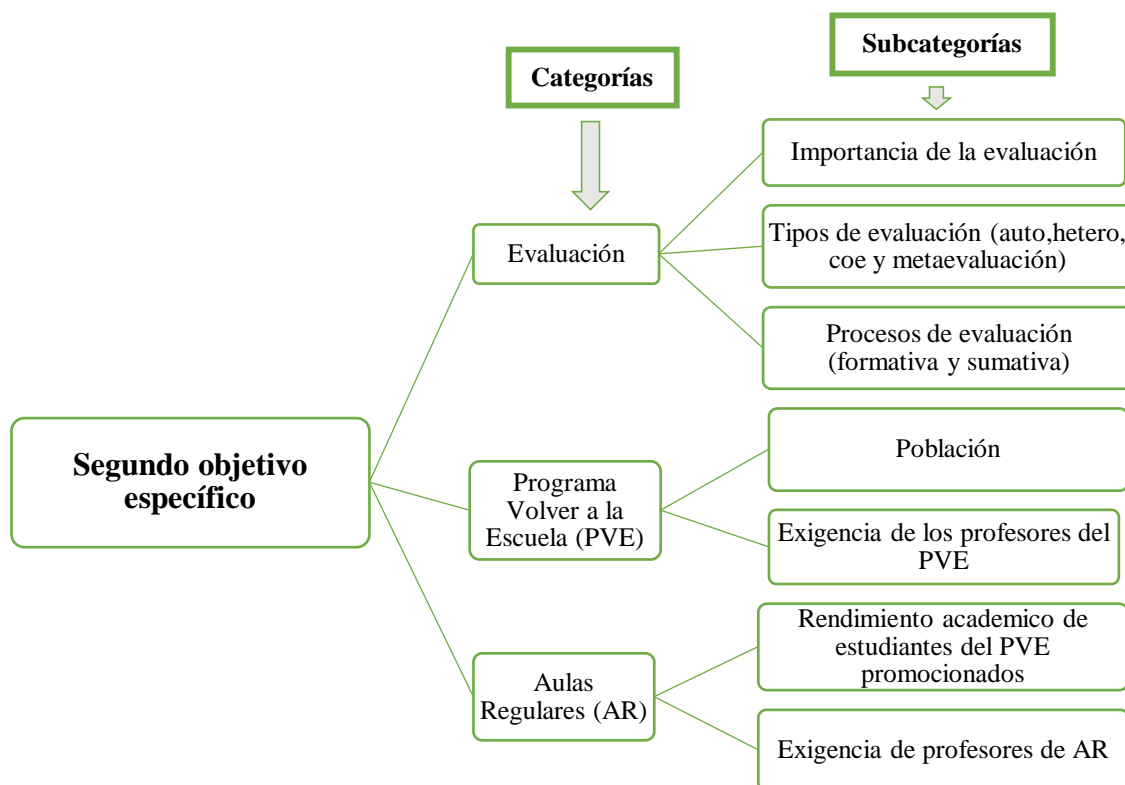 Subcategorías
Categorías
Importancia de la evaluación
Tipos de evaluación (auto,hetero,
coe y metaevaluación)
Evaluación
Procesos de evaluación
(formativa y sumativa)
Segundo objetivo
específico
Programa
Volver a la
Escuela (PVE)
Población
Exigencia de los profesores del
PVE
Aulas
Regulares (AR)
Rendimiento academico de
estudiantes del PVE
promocionados
Exigencia de profesores de AR